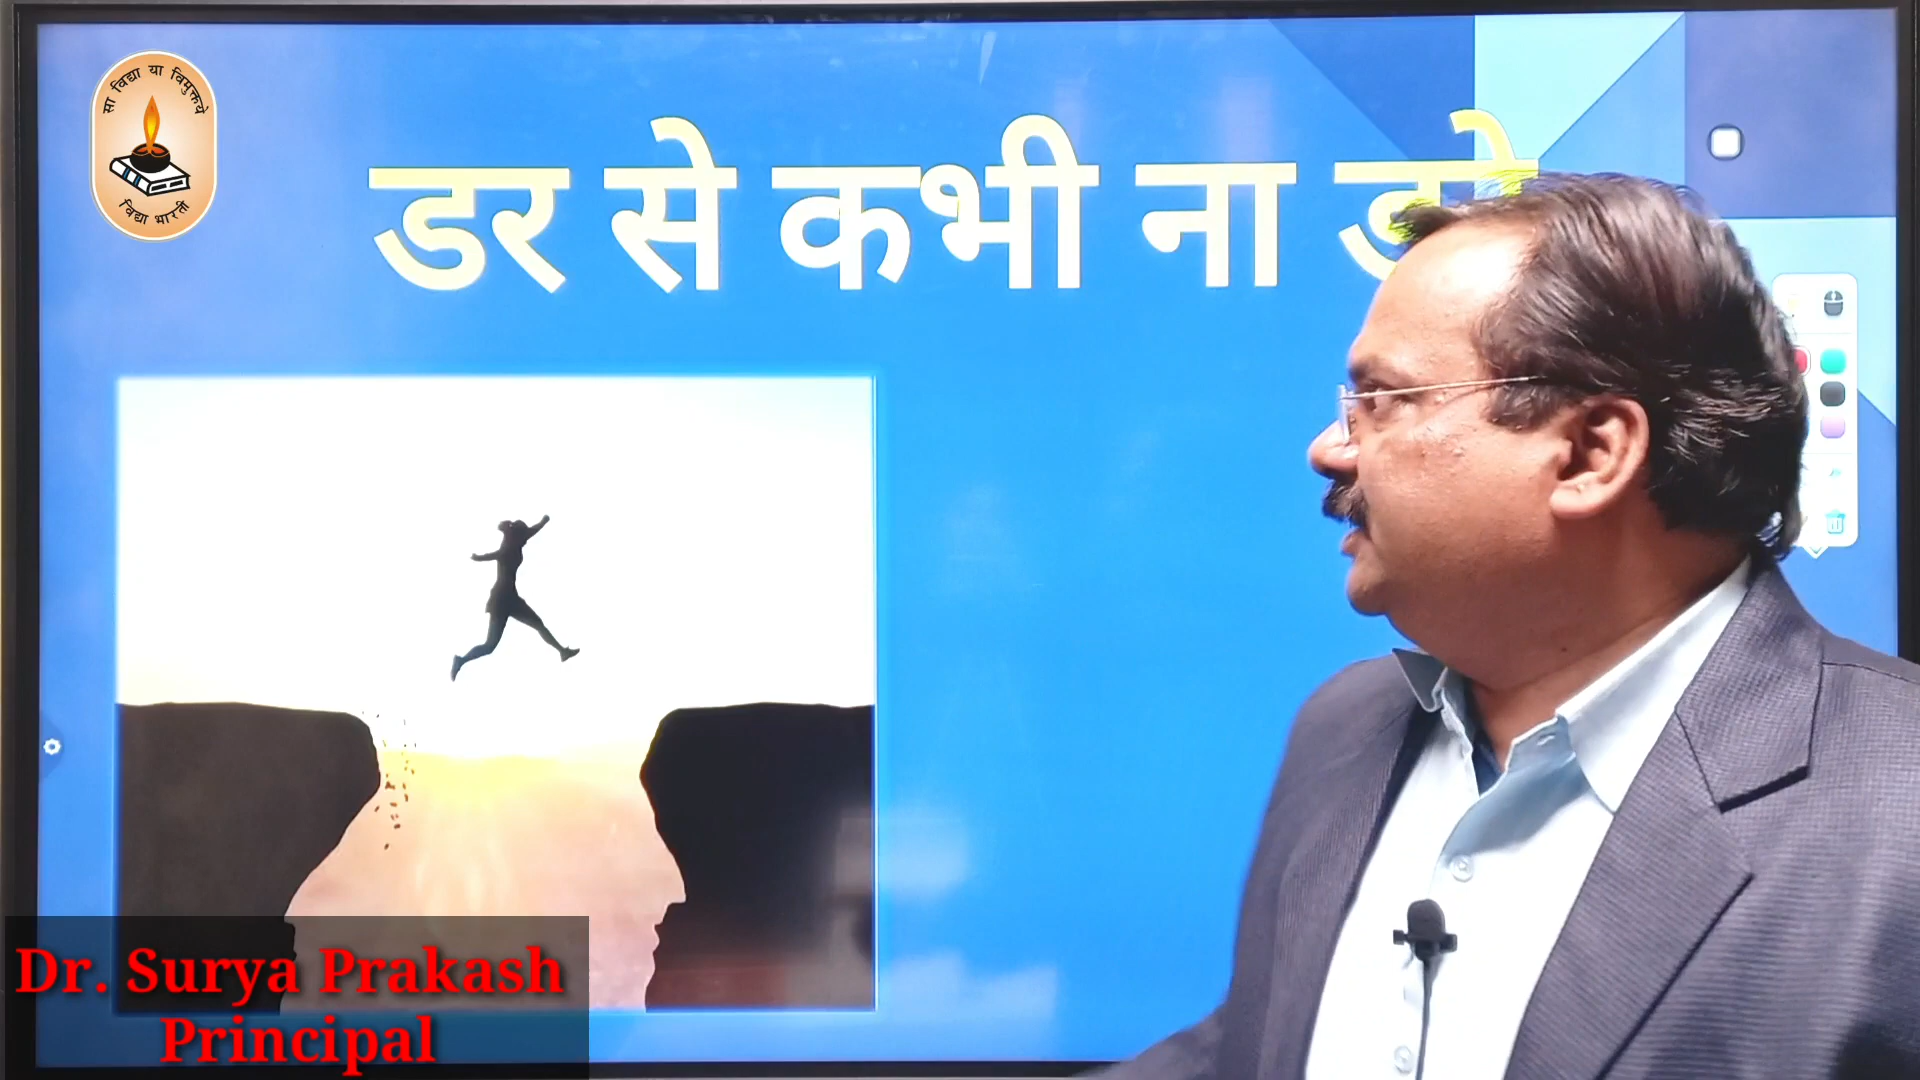 सा विद्या या विमुक्तये
विद्या भारती
डर से कभी ना
Dr. Surya Prakash
Principal